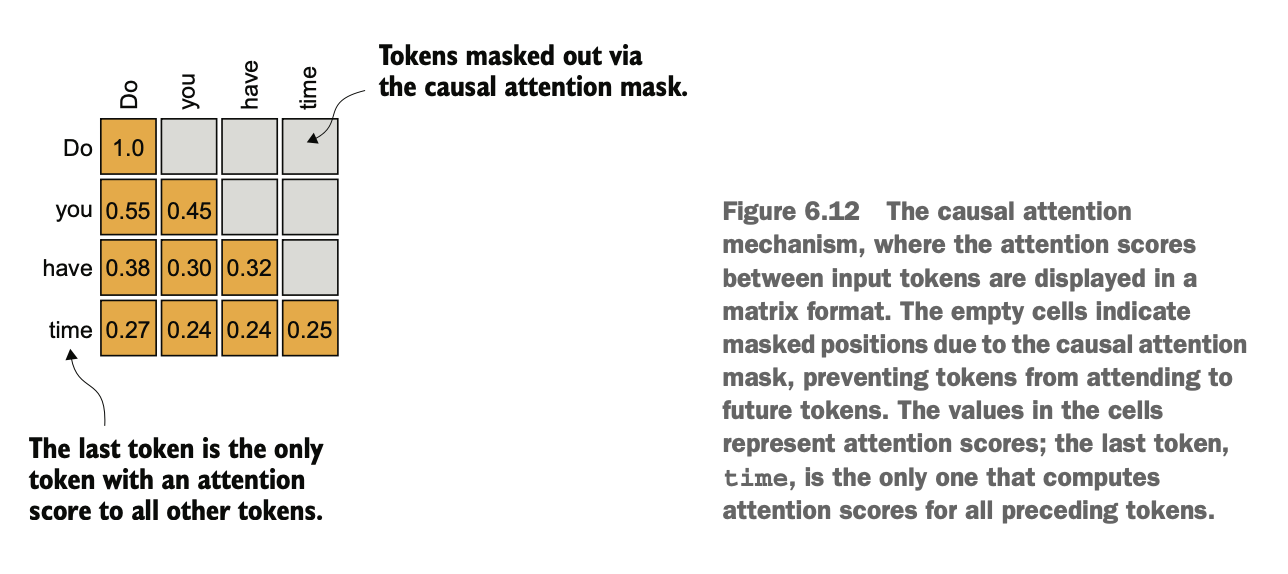 Tokens masked out via
the causal attention mask.
Do
you
have
time
Do 1.0
you 0.55 0.45
have 0.38 0.30 0.32
time 0.27 0.24 0.24 0.25
The last token is the only
token with an attention
score to all other tokens.
Figure 6.12 The causal attention
mechanism, where the attention scores
between input tokens are displayed in a
matrix format. The empty cells indicate
masked positions due to the causal attention
mask, preventing tokens from attending to
future tokens. The values in the cells
represent attention scores; the last token,
time, is the only one that computes
attention scores for all preceding tokens.